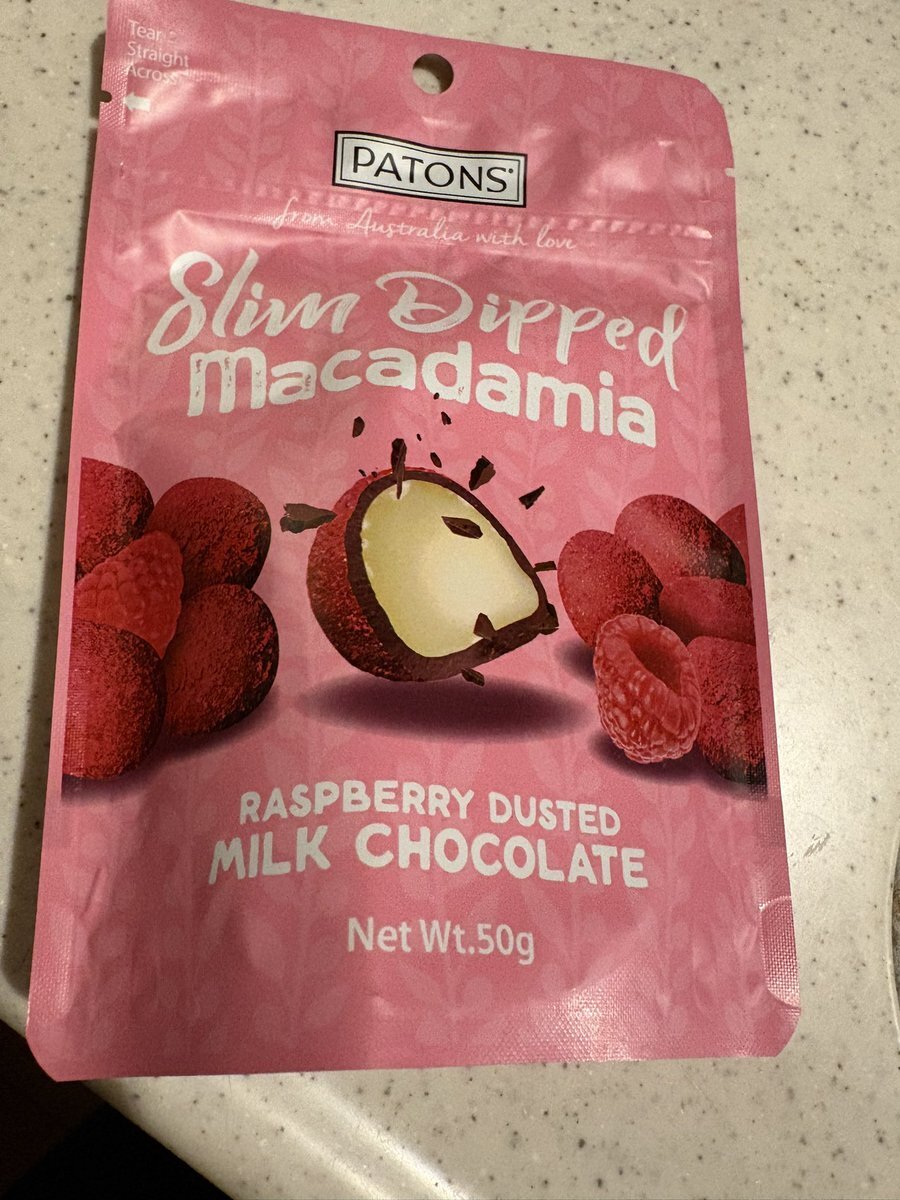 Tear
Straight
Across
PATONS®
from Australia with love
Slim Dipped
Macadamia
RASPBERRY DUSTED
MILK CHOCOLATE
Net Wt.50g